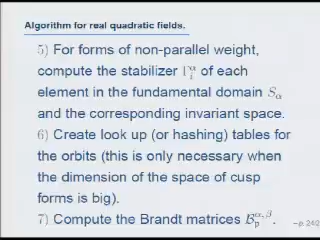 Algorithm for real quadratic fields.
5) For forms of non-parallel weight,
compute the stabilizer Γᵢ^α of each
element in the fundamental domain S_α
and the corresponding invariant space.
6) Create look up (or hashing) tables for
the orbits (this is only necessary when
the dimension of the space of cusp
forms is big).
7) Compute the Brandt matrices 𝓑_𝔭^{α,β}.